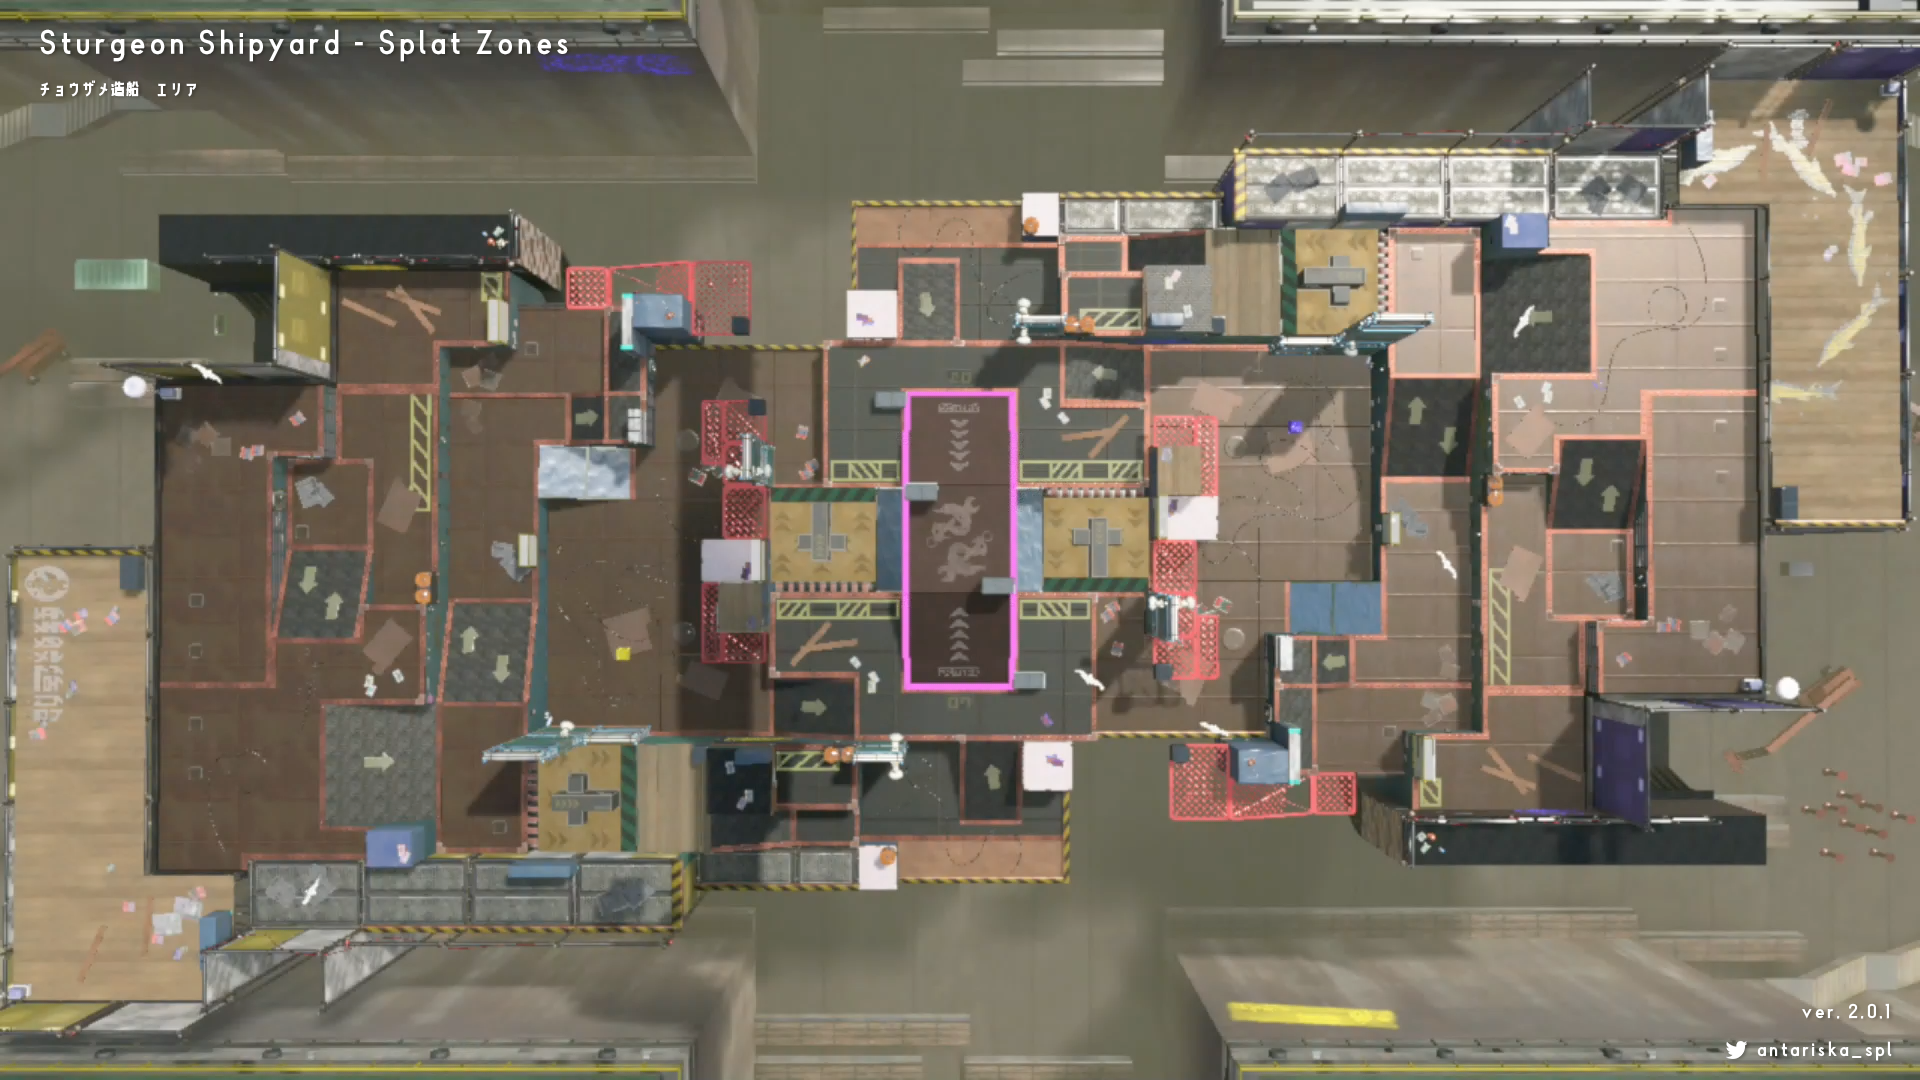 Sturgeon Shipyard - Splat Zones
チョウザメ造船　エリア
ver. 2.0.1
antariska_spl